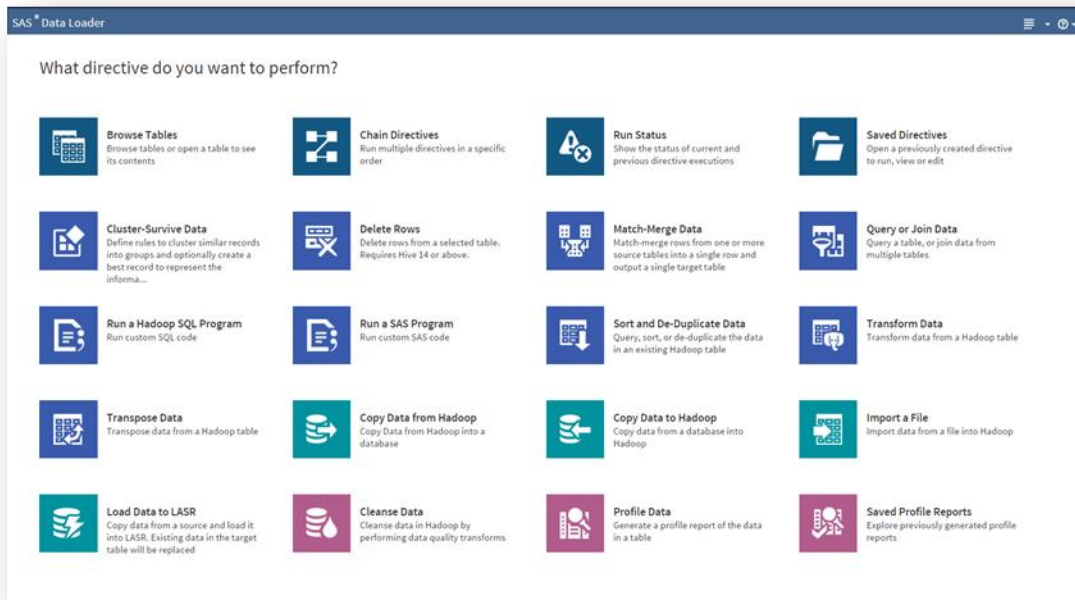 SAS® Data Loader
What directive do you want to perform?
Browse Tables
Browse tables or open a table to see
its contents
Chain Directives
Run multiple directives in a specific
order
Run Status
Show the status of current and
previous directive executions
Saved Directives
Open a previously created directive
to run, view or edit
Cluster-Survive Data
Define rules to cluster similar records
into groups and optionally create a
best record to represent the
informa...
Delete Rows
Delete rows from a selected table.
Requires Hive 14 or above.
Match-Merge Data
Match-merge rows from one or more
source tables into a single row and
output a single target table
Query or Join Data
Query a table, or join data from
multiple tables
Run a Hadoop SQL Program
Run custom SQL code
Run a SAS Program
Run custom SAS code
Sort and De-Duplicate Data
Query, sort, or de-duplicate the data
in an existing Hadoop table
Transform Data
Transform data from a Hadoop table
Transpose Data
Transpose data from a Hadoop table
Copy Data from Hadoop
Copy Data from Hadoop into a
database
Copy Data to Hadoop
Copy data from a database into
Hadoop
Import a File
Import data from a file into Hadoop
Load Data to LASR
Copy data from a source and load it
into LASR. Existing data in the target
table will be replaced
Cleanse Data
Cleanse data in Hadoop by
performing data quality transforms
Profile Data
Generate a profile report of the data
in a table
Saved Profile Reports
Explore previously generated profile
reports